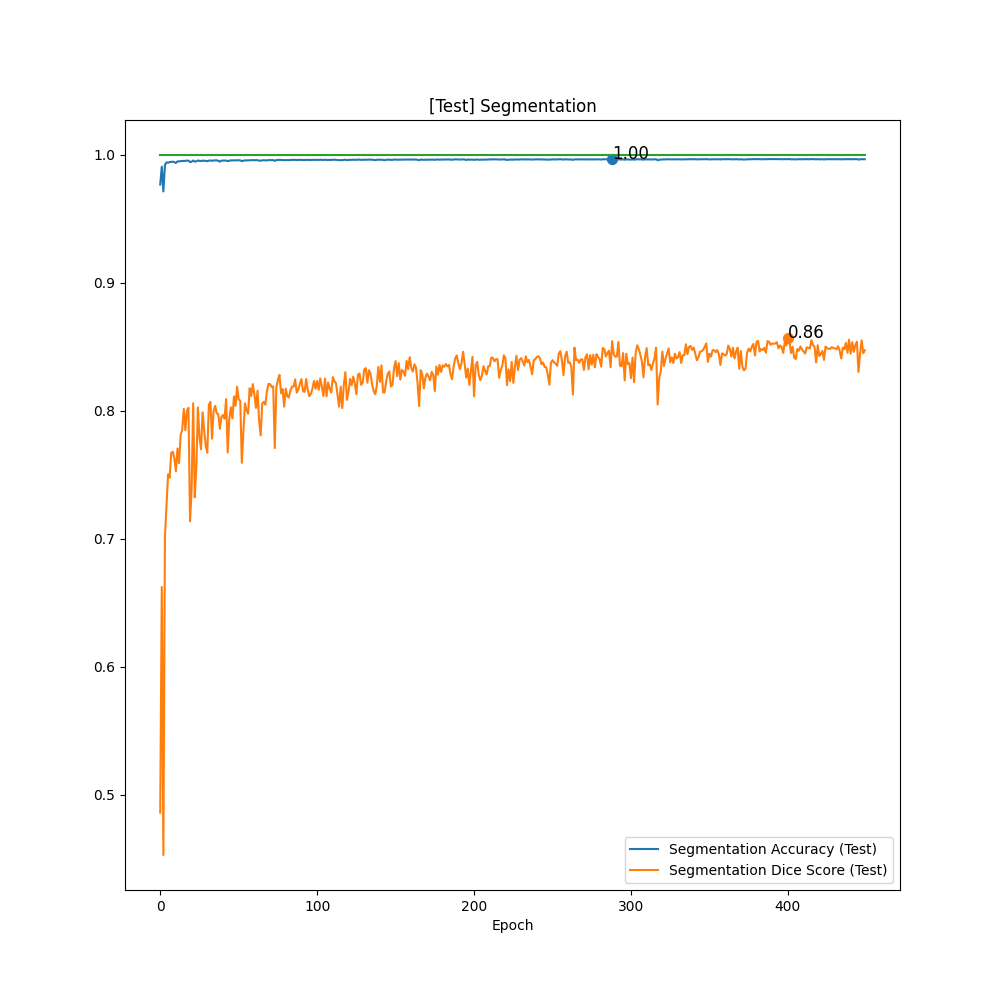 [Test] Segmentation
1.0
1.00
0.9
0.86
0.8
0.7
0.6
0.5
Segmentation Accuracy (Test)
Segmentation Dice Score (Test)
0 100 200 300 400
Epoch